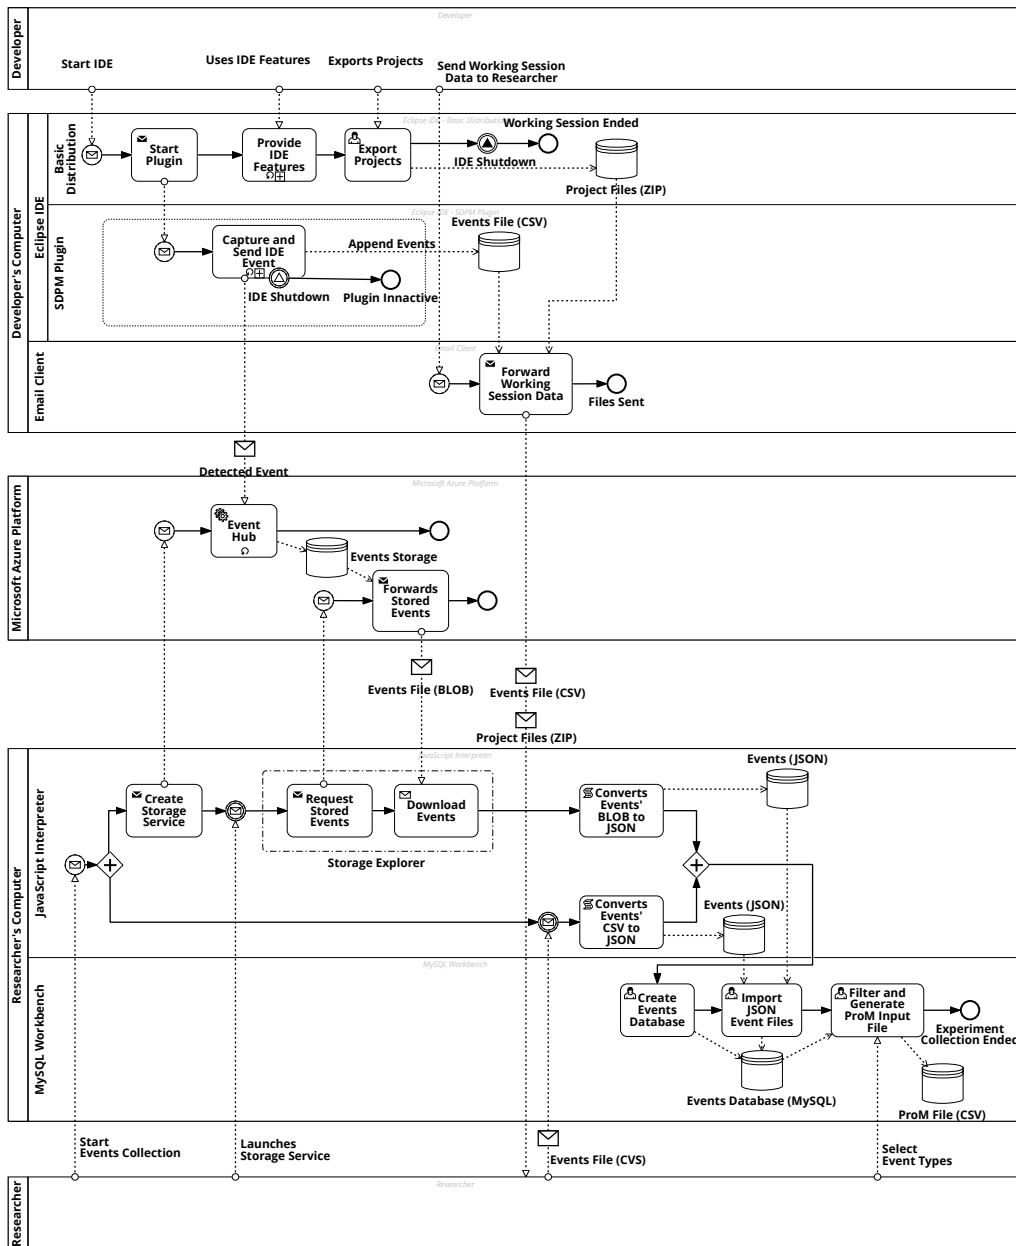 Developer
Developer
Start IDE
Uses IDE Features
Exports Projects
Send Working Session
Data to Researcher
Developer's Computer
Eclipse IDE
Basic
Distribution
Eclipse IDE - Basic Distribution
Start
Plugin
Provide
IDE
Features
Export
Projects
Working Session Ended
IDE Shutdown
Project Files (ZIP)
SDPM Plugin
Eclipse IDE - SDPM Plugin
Events File (CSV)
Capture and
Send IDE
Event
Append Events
IDE Shutdown
Plugin Innactive
Email Client
Email Client
Forward
Working
Session Data
Files Sent
Detected Event
Microsoft Azure Platform
Microsoft Azure Platform
Event
Hub
Events Storage
Forwards
Stored
Events
Events File (BLOB)
Events File (CSV)
Project Files (ZIP)
Researcher's Computer
JavaScript Interpreter
JavaScript Interpreter
Events (JSON)
Create
Storage
Service
Request
Stored
Events
Download
Events
Converts
Events'
BLOB to
JSON
Storage Explorer
Converts
Events'
CSV to
JSON
Events (JSON)
MySQL Workbench
MySQL Workbench
Create
Events
Database
Import
JSON
Event Files
Filter and
Generate
ProM Input
File
Experiment
Collection Ended
Events Database (MySQL)
ProM File (CSV)
Start
Events Collection
Launches
Storage Service
Events File (CVS)
Select
Event Types
Researcher
Researcher